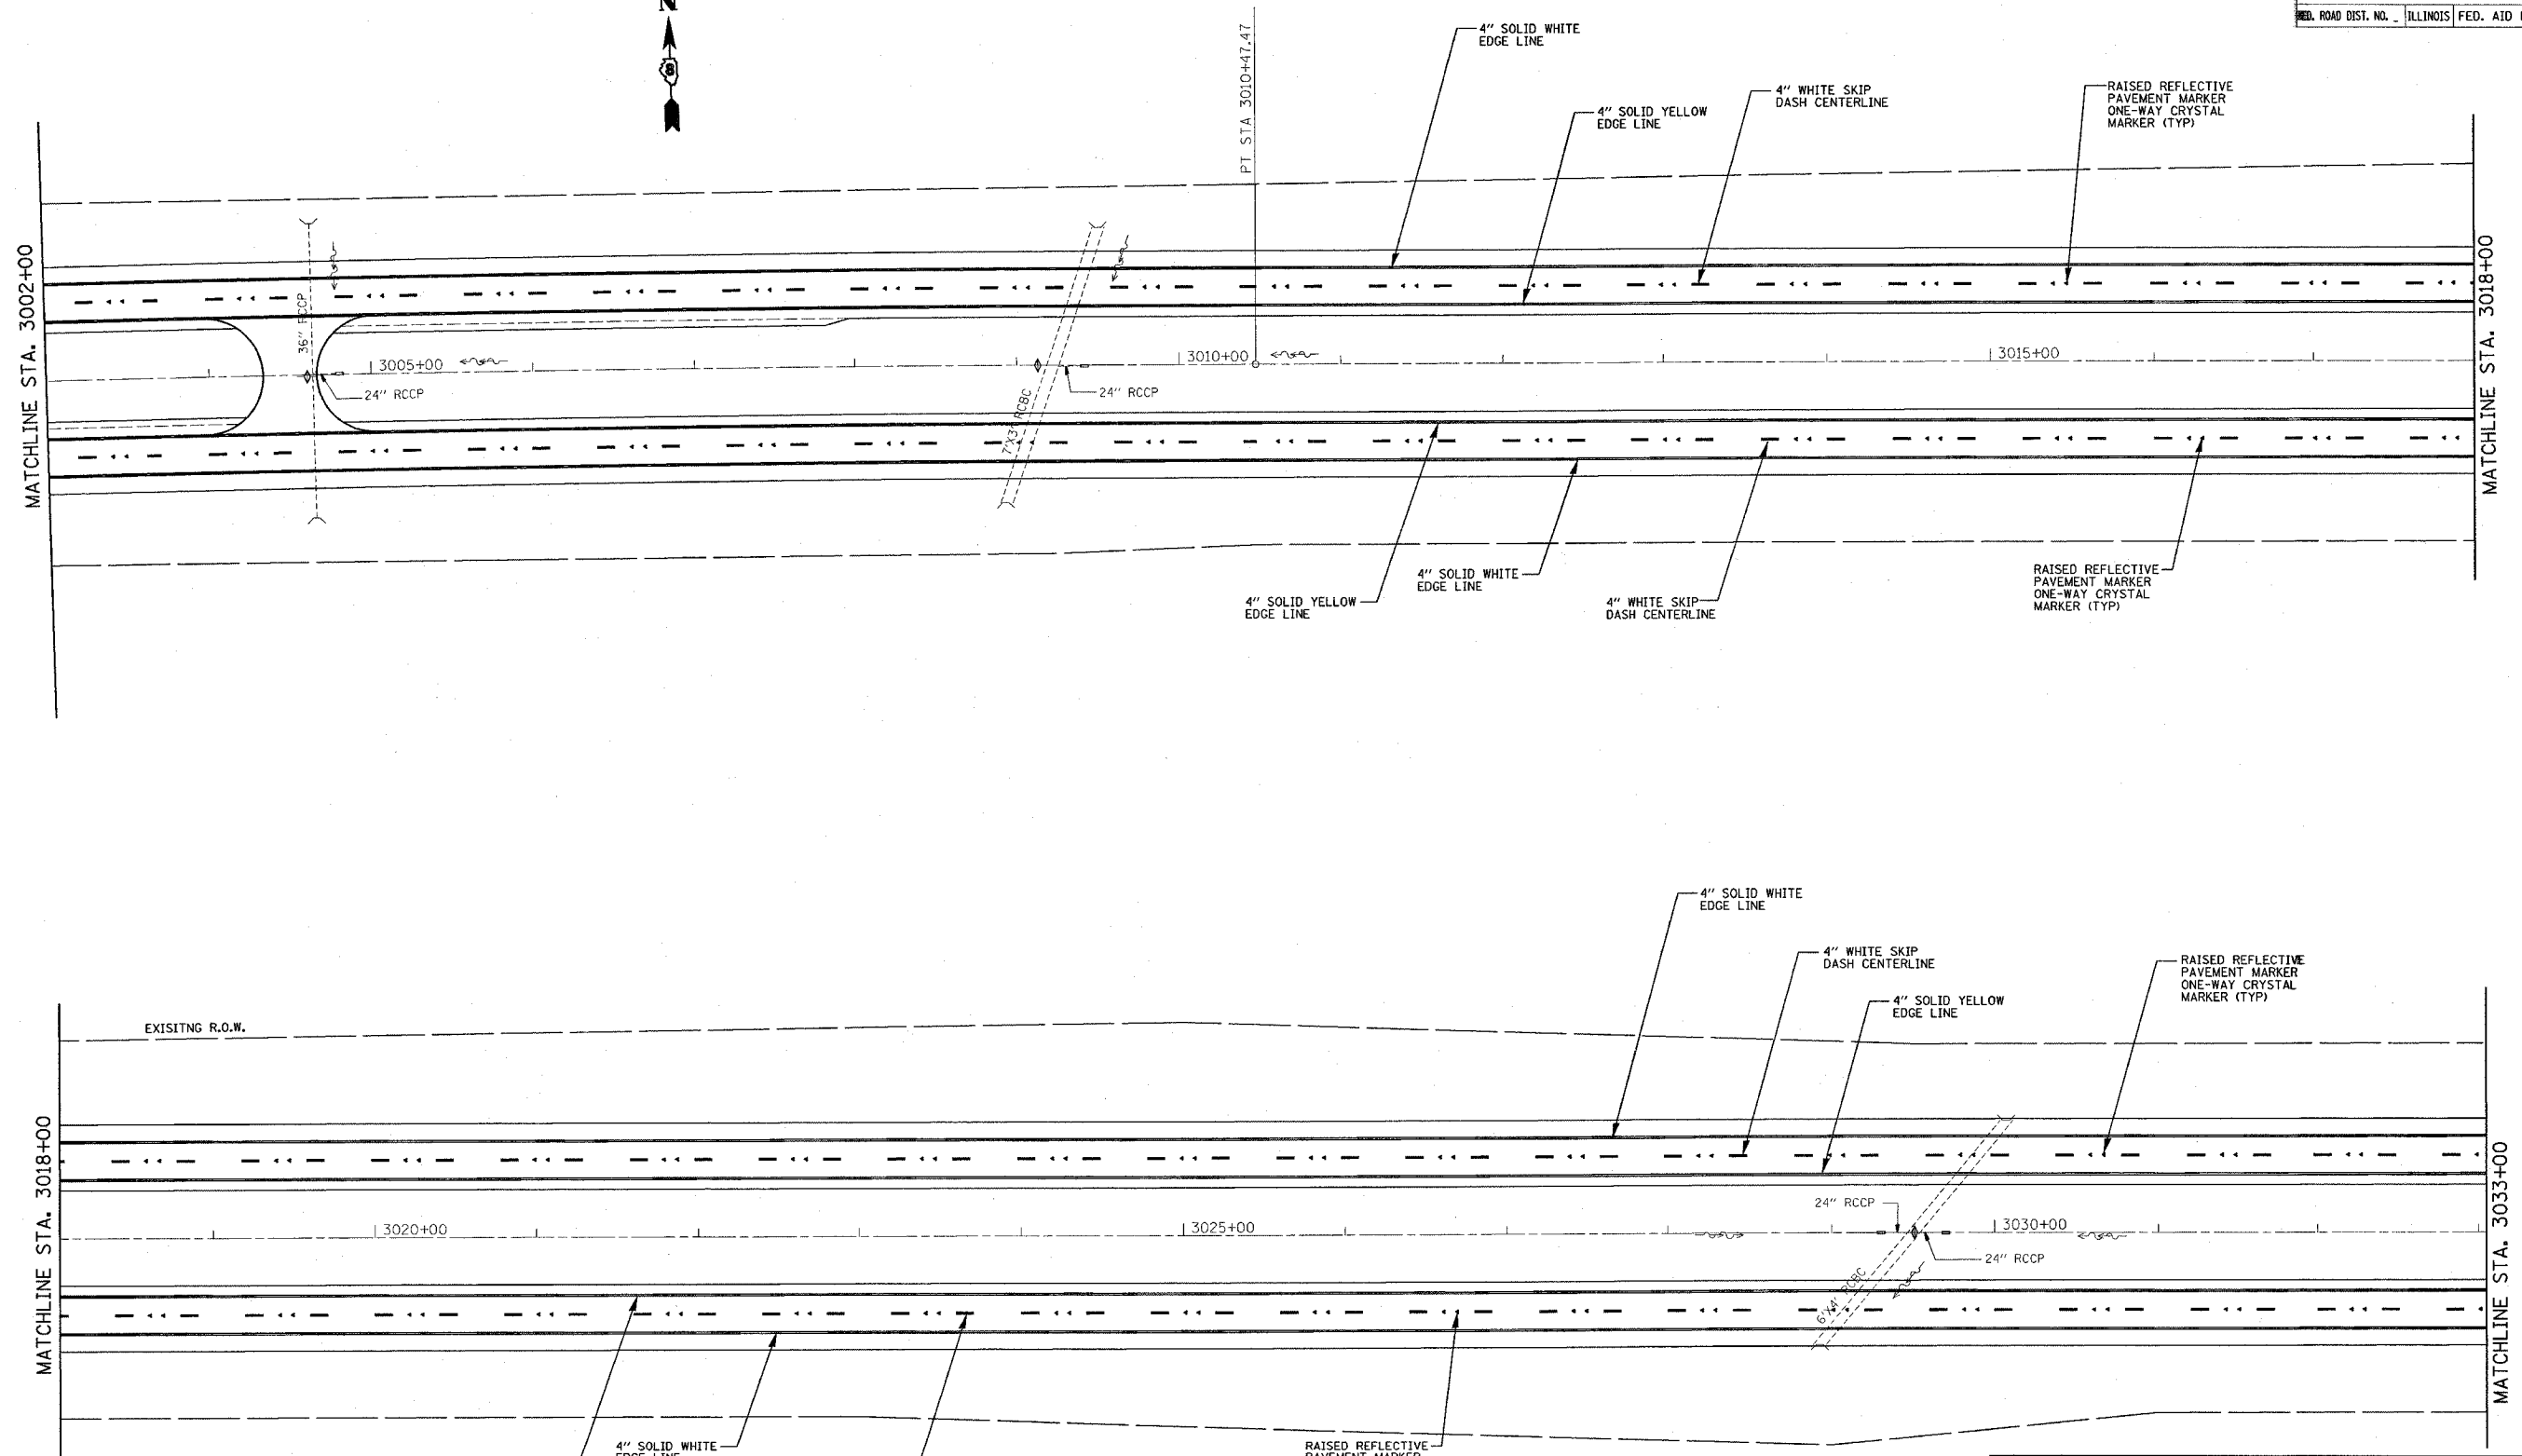 N
8
FED. ROAD DIST. NO. _ ILLINOIS FED. AID
PT STA 3010+47.47
4" SOLID WHITE
EDGE LINE
4" SOLID YELLOW
EDGE LINE
4" WHITE SKIP
DASH CENTERLINE
RAISED REFLECTIVE
PAVEMENT MARKER
ONE-WAY CRYSTAL
MARKER (TYP)
MATCHLINE STA. 3002+00
MATCHLINE STA. 3018+00
36" RCCP
3005+00
24" RCCP
7'X3' RCBC
24" RCCP
3010+00
3015+00
4" SOLID YELLOW
EDGE LINE
4" SOLID WHITE
EDGE LINE
4" WHITE SKIP
DASH CENTERLINE
RAISED REFLECTIVE
PAVEMENT MARKER
ONE-WAY CRYSTAL
MARKER (TYP)
4" SOLID WHITE
EDGE LINE
4" WHITE SKIP
DASH CENTERLINE
4" SOLID YELLOW
EDGE LINE
RAISED REFLECTIVE
PAVEMENT MARKER
ONE-WAY CRYSTAL
MARKER (TYP)
EXISITNG R.O.W.
MATCHLINE STA. 3018+00
MATCHLINE STA. 3033+00
3020+00
3025+00
24" RCCP
3030+00
24" RCCP
6'X4' RCBC
4" SOLID WHITE
EDGE LINE
RAISED REFLECTIVE
PAVEMENT MARKER